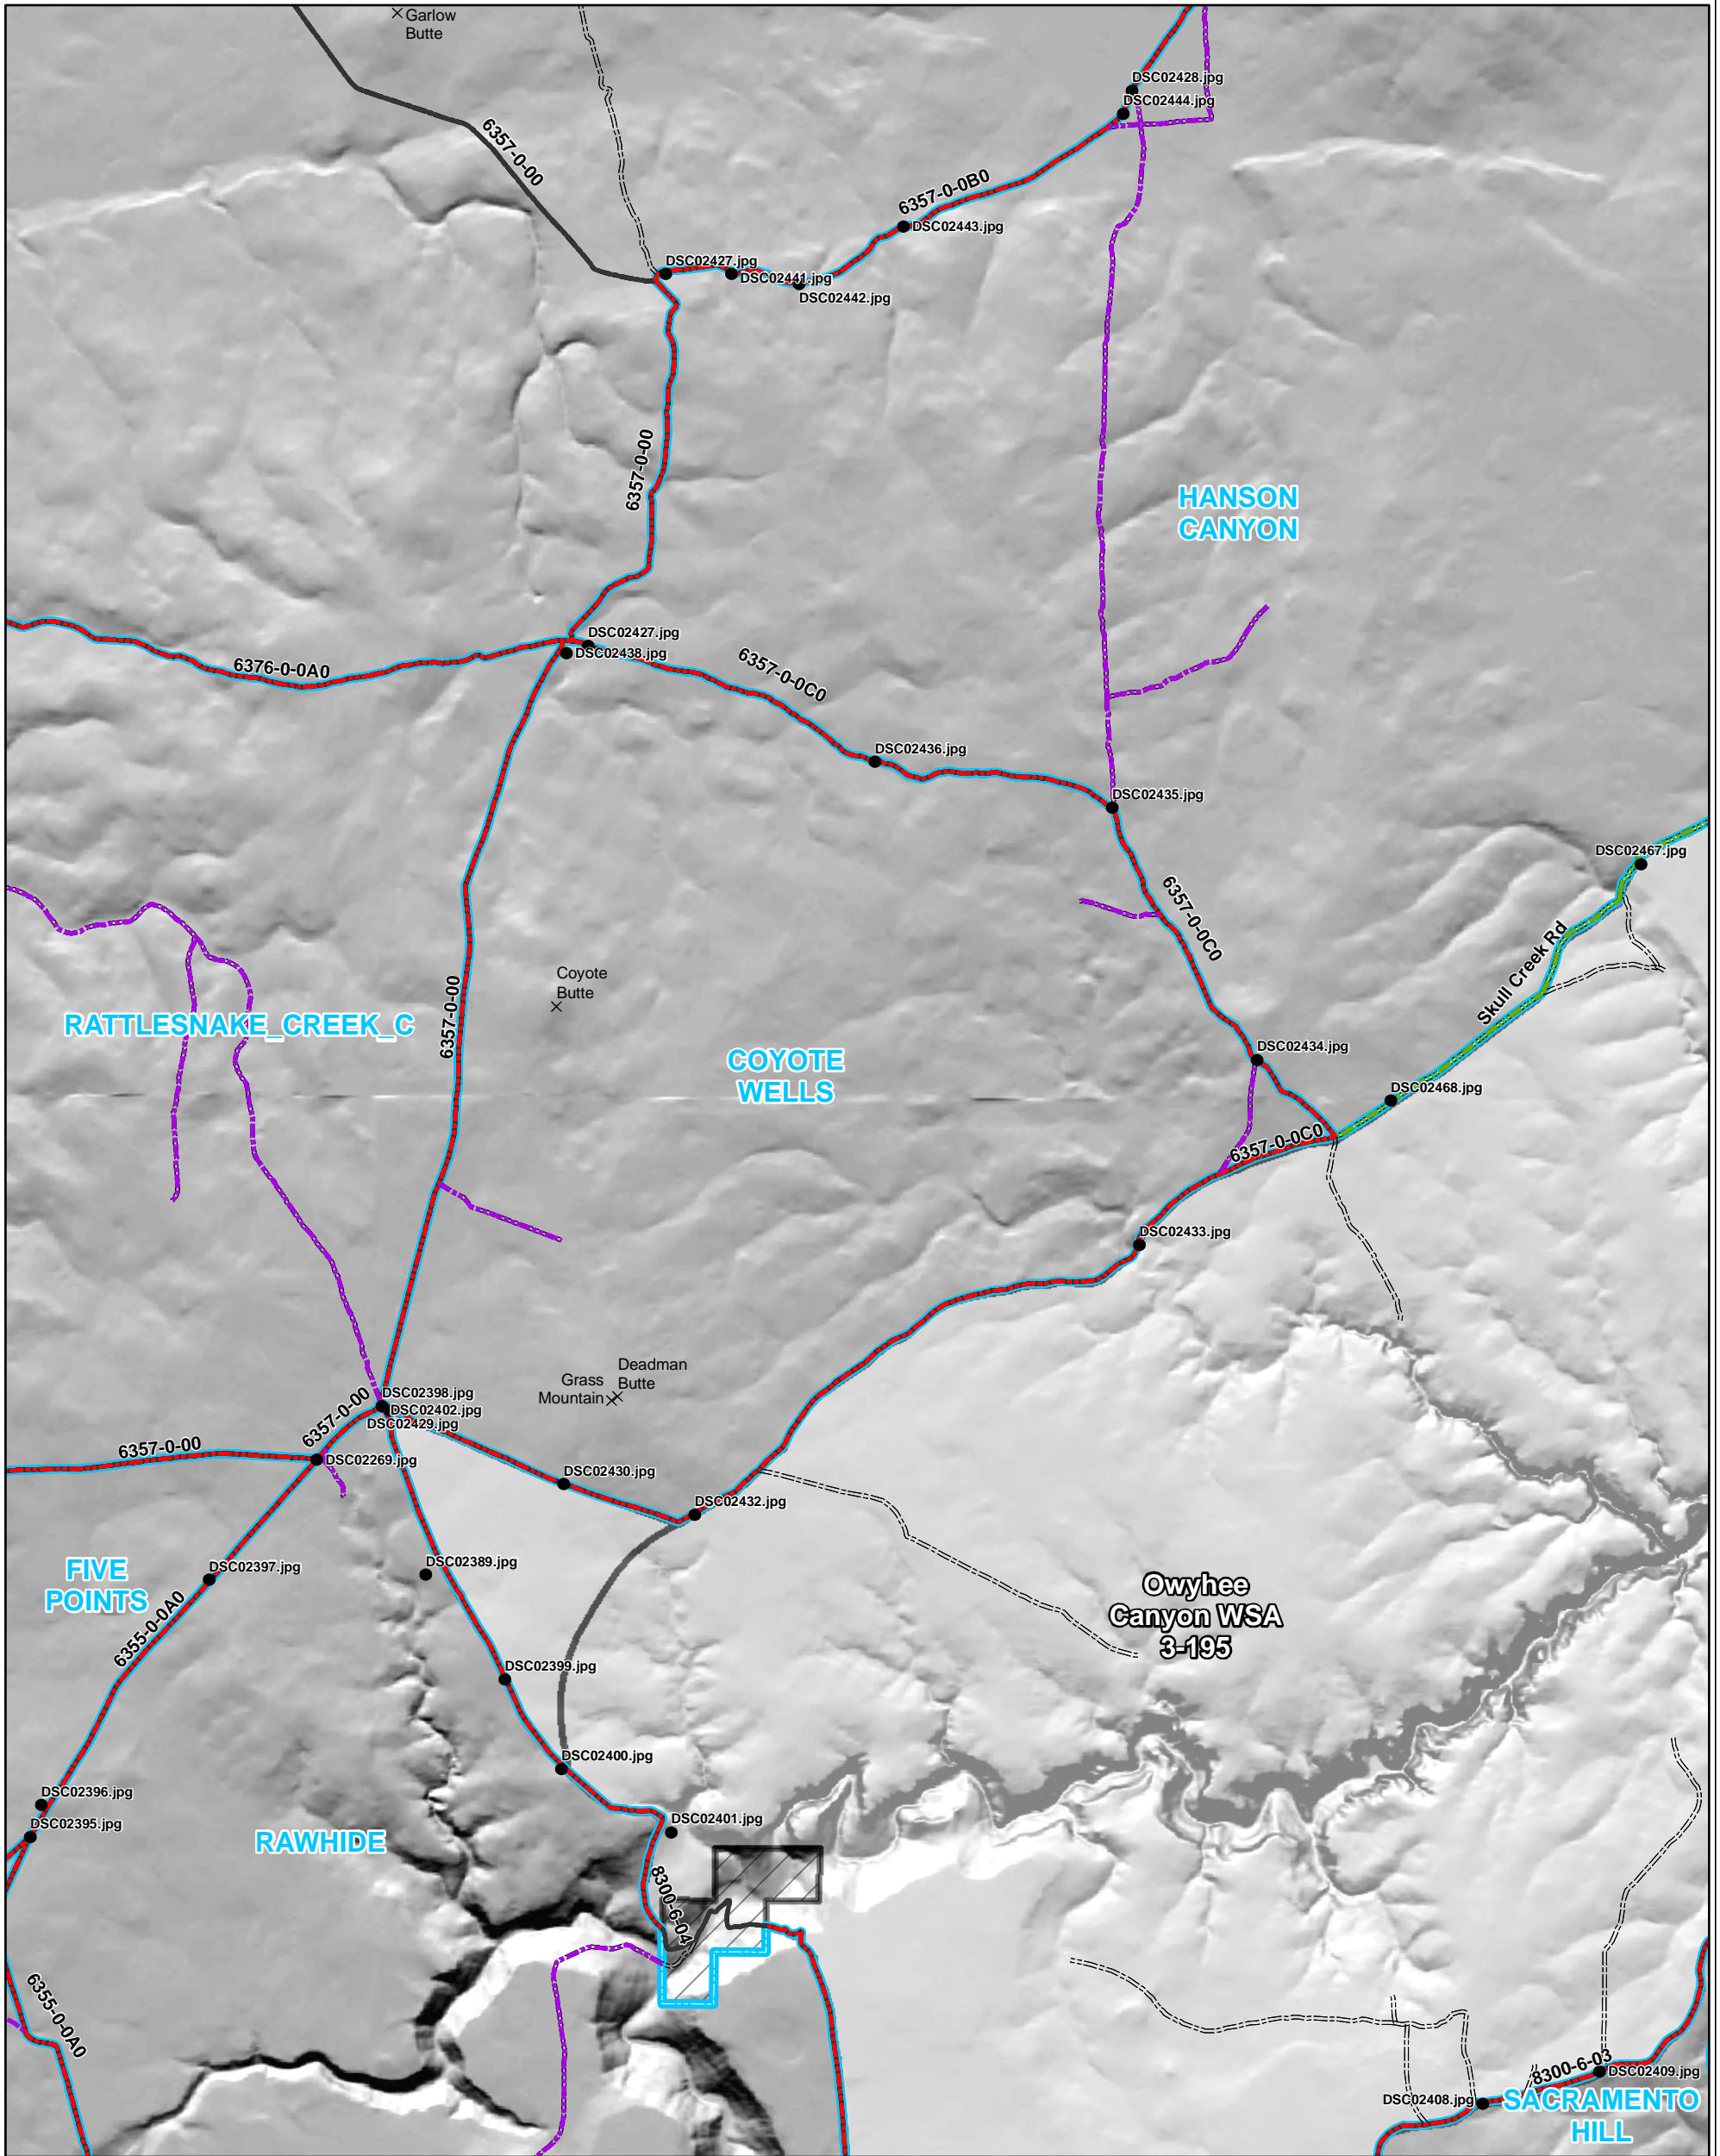 Garlow
Butte
DSC02428.jpg
DSC02444.jpg
6357-0-00
6357-0-0B0
DSC02443.jpg
DSC02427.jpg
DSC02441.jpg
DSC02442.jpg
6357-0-00
HANSON
CANYON
DSC02427.jpg
DSC02438.jpg
6376-0-0A0
6357-0-0C0
DSC02436.jpg
DSC02435.jpg
DSC02467.jpg
6357-0-0C0
Skull Creek Rd
Coyote
Butte
6357-0-00
RATTLESNAKE_CREEK_C
COYOTE
WELLS
DSC02434.jpg
DSC02468.jpg
6357-0-0C0
DSC02433.jpg
Deadman
Butte
Grass
Mountain
DSC02398.jpg
DSC02402.jpg
DSC02429.jpg
6357-0-00
6357-0-00
DSC02269.jpg
DSC02430.jpg
DSC02432.jpg
DSC02389.jpg
FIVE
POINTS
DSC02397.jpg
6355-0-0A0
Owyhee
Canyon WSA
3-195
DSC02399.jpg
DSC02400.jpg
DSC02396.jpg
DSC02395.jpg
RAWHIDE
DSC02401.jpg
8300-6-04
6355-0-0A0
8300-6-03
DSC02409.jpg
DSC02408.jpg
SACRAMENTO
HILL